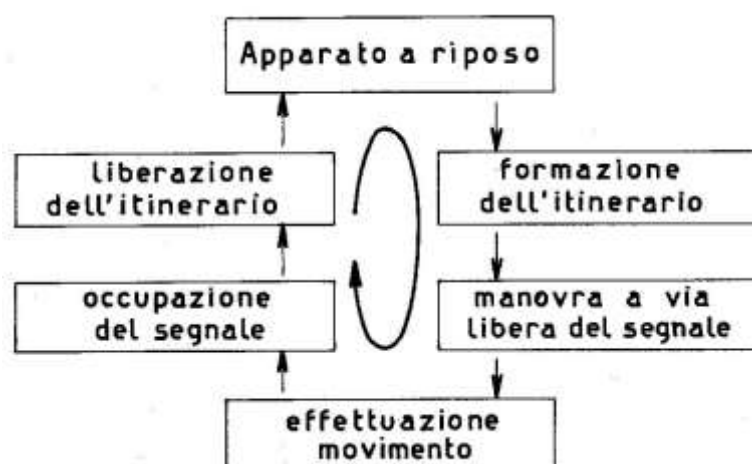 Apparato a riposo
liberazione
dell'itinerario
formazione
dell'itinerario
occupazione
del segnale
manovra a via
libera del segnale
effettuazione
movimento